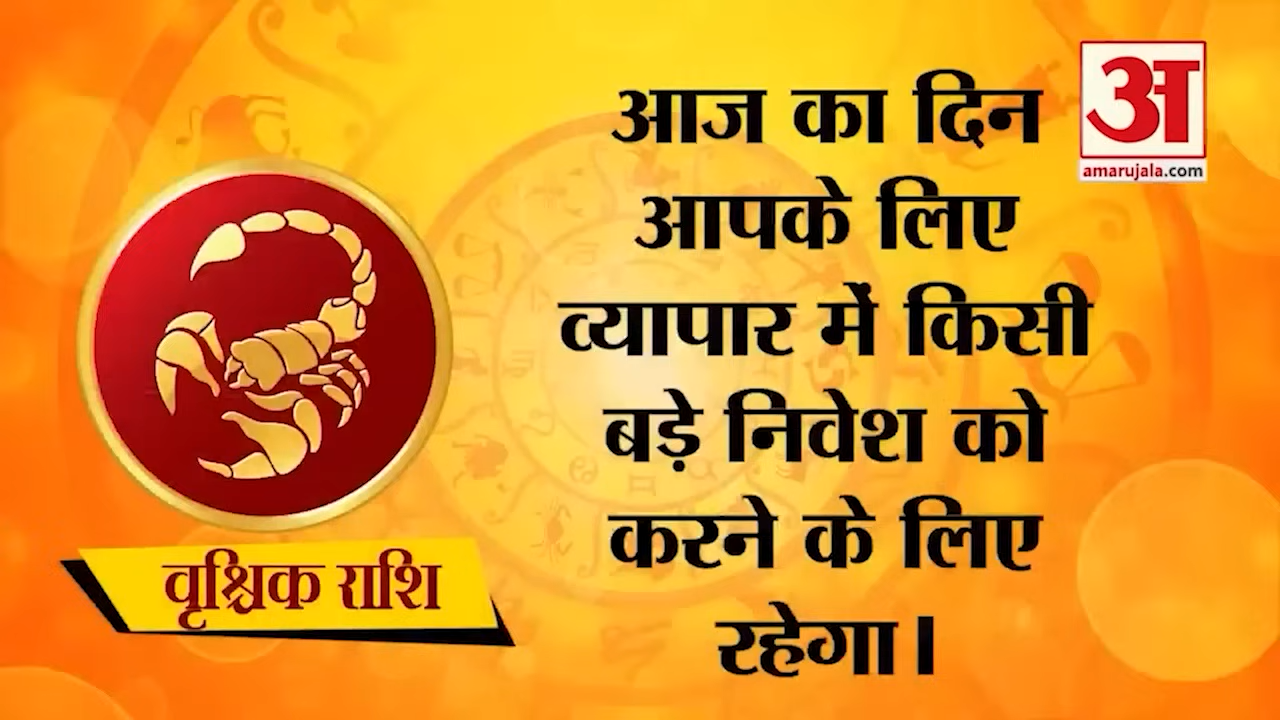 आज का दिन
आपके लिए
व्यापार में किसी
बड़े निवेश को
करने के लिए
रहेगा।
अ
amarujala.com
वृश्चिक राशि